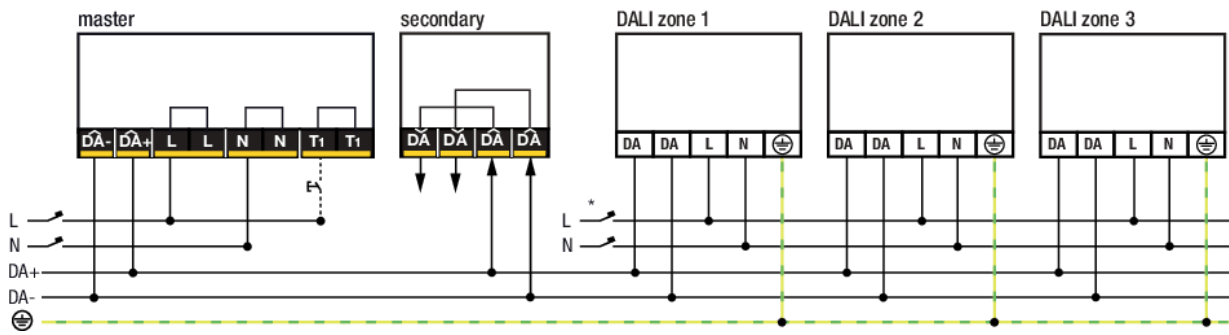 master secondary DALI zone 1 DALI zone 2 DALI zone 3
DA- DA+ L L N N T1 T1 DA DA DA DA DA DA L N DA DA L N DA DA L N
L L *
N N
DA+
DA-